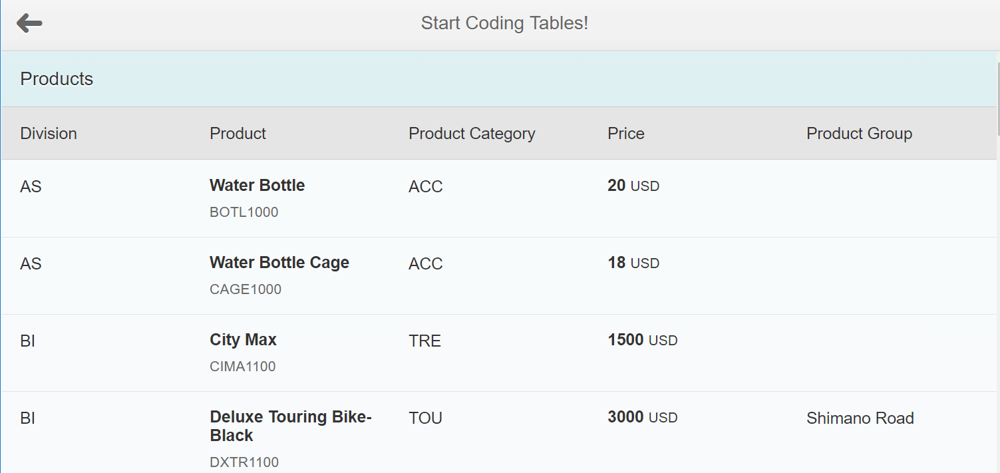 Start Coding Tables!
Products
Division Product Product Category Price Product Group
AS Water Bottle ACC 20 USD
BOTL1000
AS Water Bottle Cage ACC 18 USD
CAGE1000
BI City Max TRE 1500 USD
CIMA1100
BI Deluxe Touring Bike- TOU 3000 USD Shimano Road
Black
DXTR1100